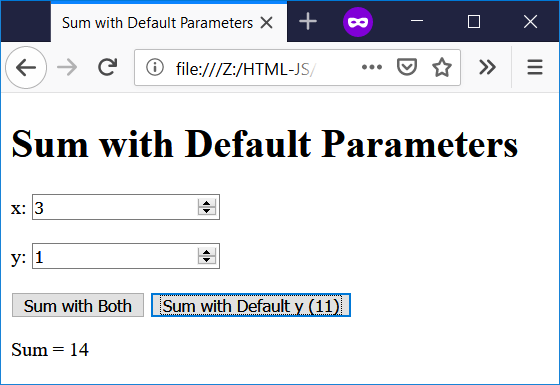 Sum with Default Parameters
file:///Z:/HTML-JS/
Sum with Default Parameters
x: 3
y: 1
Sum with Both Sum with Default y (11)
Sum = 14